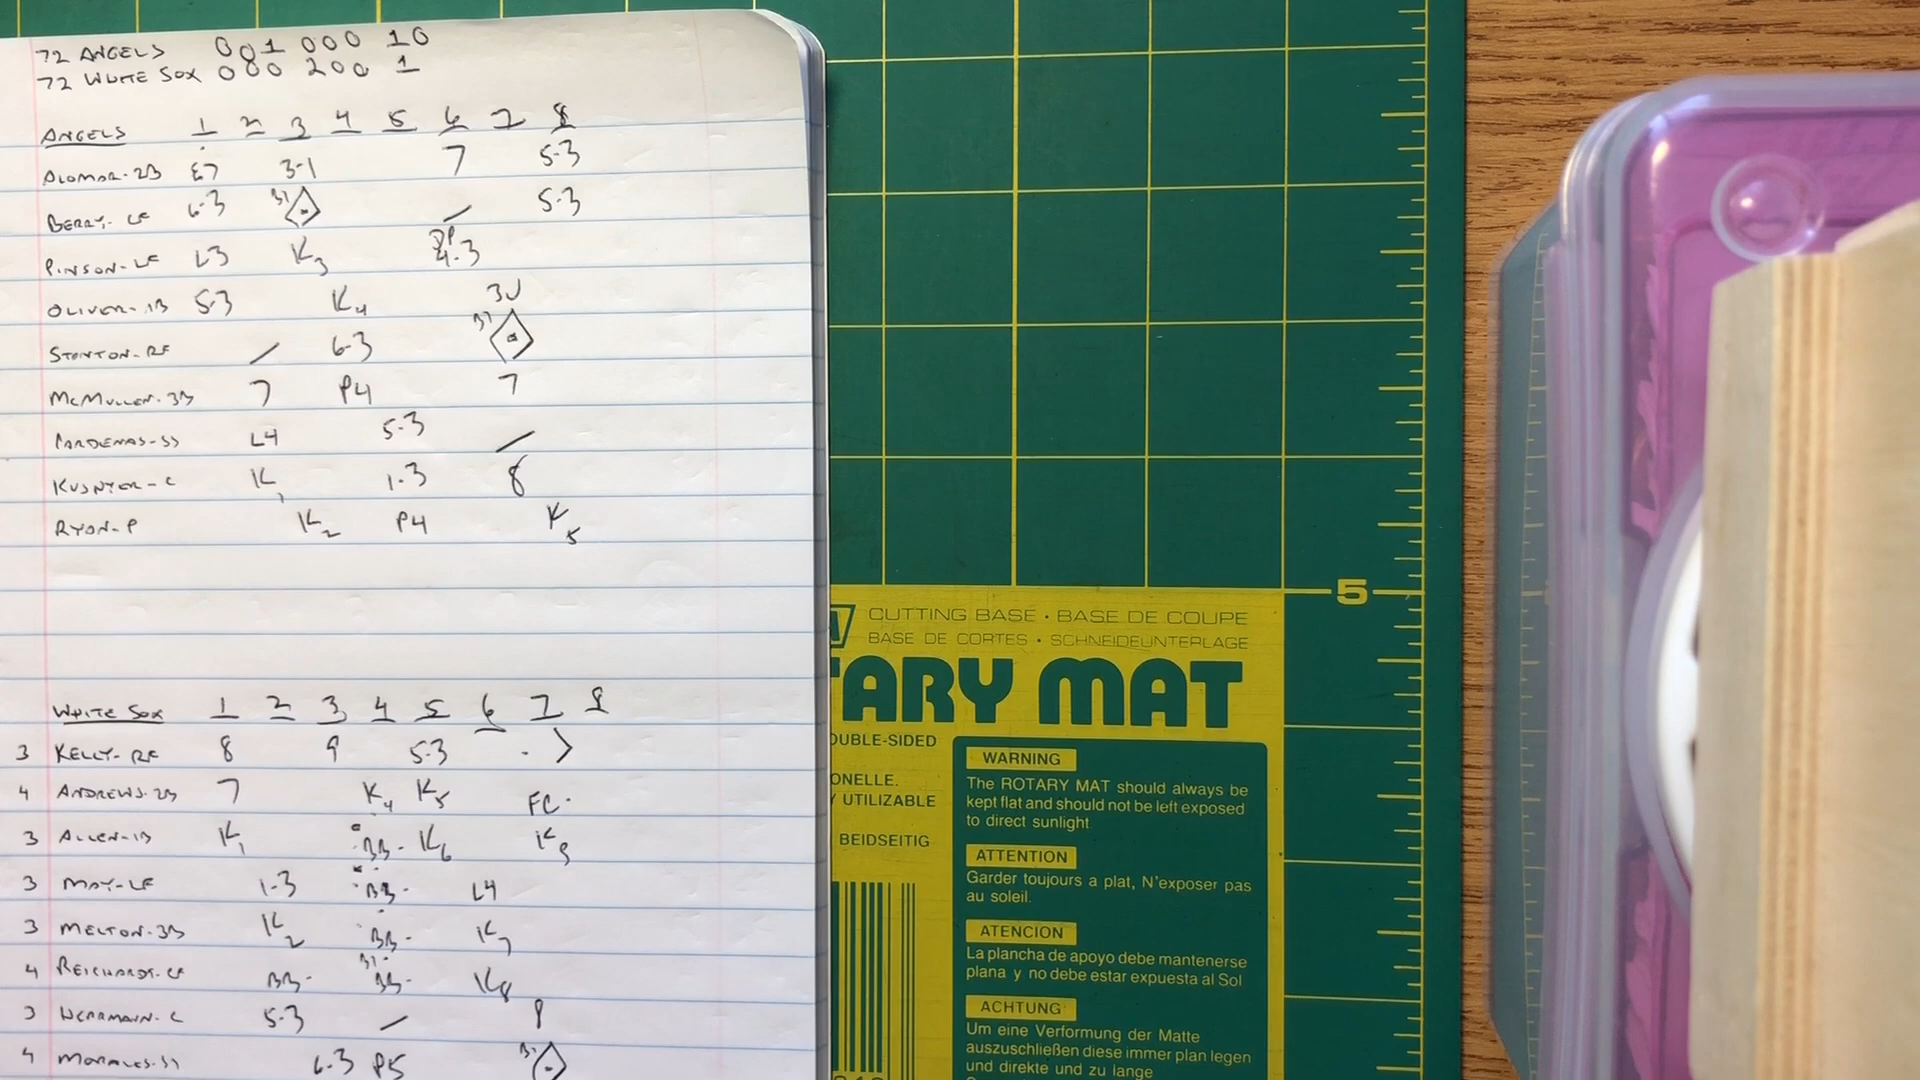 72 ANGELS 001 000 10
72 WHITE SOX 000 200 1
ANGELS 1 2 3 4 5 6 7 8
ALOMAR-2B E7 3-1 7 5-3
BERRY-CF 6-3 BI 5-3
PINSON-LF L3 K3 DP 4-3
OLIVER-1B 5-3 K4 3U
STANTON-RF / 6-3 BI
McMULLEN-3B 7 P4 7
CARDENAS-SS L4 5-3 /
KUSNYER-C K1 1-3 8
RYAN-P K2 P4 K5
WHITE SOX 1 2 3 4 5 6 7 8
3 KELLY-RF 8 9 5-3
4 ANDREWS-2B 7 K4 K5 FC
3 ALLEN-1B K1 BB K6 K9
3 MAY-LF 1-3 BB L4
3 MELTON-3B K2 BB K7
4 REICHARDT-CF BB BI BB K8
3 HERRMANN-C 5-3 /
4 MORALES-SS 6-3 P5 BI
5
CUTTING BASE • BASE DE COUPE
BASE DE CORTES • SCHNEIDEUNTERLAGE
TARY MAT
OUBLE-SIDED
ONELLE.
/ UTILIZABLE
BEIDSEITIG
WARNING
The ROTARY MAT should always be
kept flat and should not be left exposed
to direct sunlight
ATTENTION
Garder toujours a plat, N'exposer pas
au soleil.
ATENCION
La plancha de apoyo debe mantenerse
plana y no debe estar expuesta al Sol
ACHTUNG
Um eine Verformung der Matte
auszuschließen diese immer plan legen
und direkte und zu lange